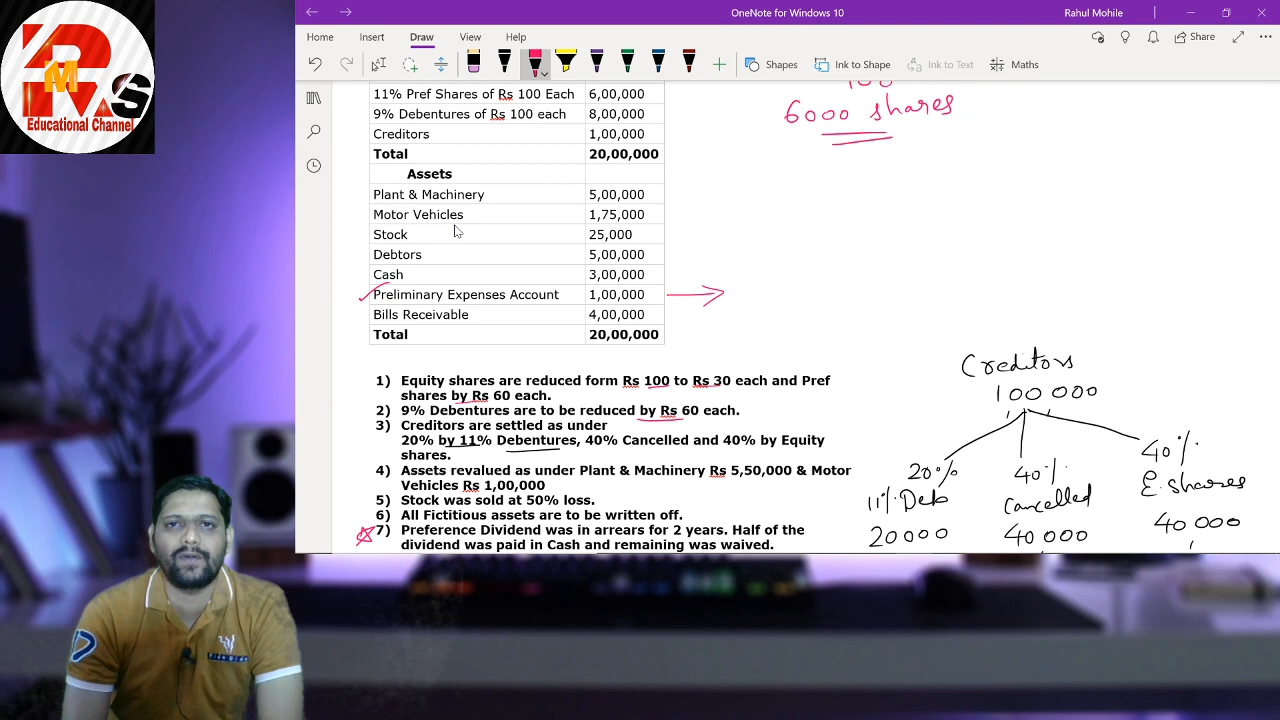 OneNote for Windows 10
Rahul Mohile
Home Insert Draw View Help
Share
Shapes
Ink to Shape
Ink to Text
Maths
RMS
Educational Channel
11% Pref Shares of Rs 100 Each 6,00,000
9% Debentures of Rs 100 each 8,00,000
Creditors 1,00,000
Total 20,00,000
Assets
Plant & Machinery 5,00,000
Motor Vehicles 1,75,000
Stock 25,000
Debtors 5,00,000
Cash 3,00,000
Preliminary Expenses Account 1,00,000
Bills Receivable 4,00,000
Total 20,00,000
6000 shares
1) Equity shares are reduced form Rs 100 to Rs 30 each and Pref
shares by Rs 60 each.
2) 9% Debentures are to be reduced by Rs 60 each.
3) Creditors are settled as under
20% by 11% Debentures, 40% Cancelled and 40% by Equity
shares.
4) Assets revalued as under Plant & Machinery Rs 5,50,000 & Motor
Vehicles Rs 1,00,000
5) Stock was sold at 50% loss.
6) All Fictitious assets are to be written off.
7) Preference Dividend was in arrears for 2 years. Half of the
dividend was paid in Cash and remaining was waived.
Creditors
100 000
20% 40% 40%
11% Deb Cancelled E. shares
20000 40000 40 000